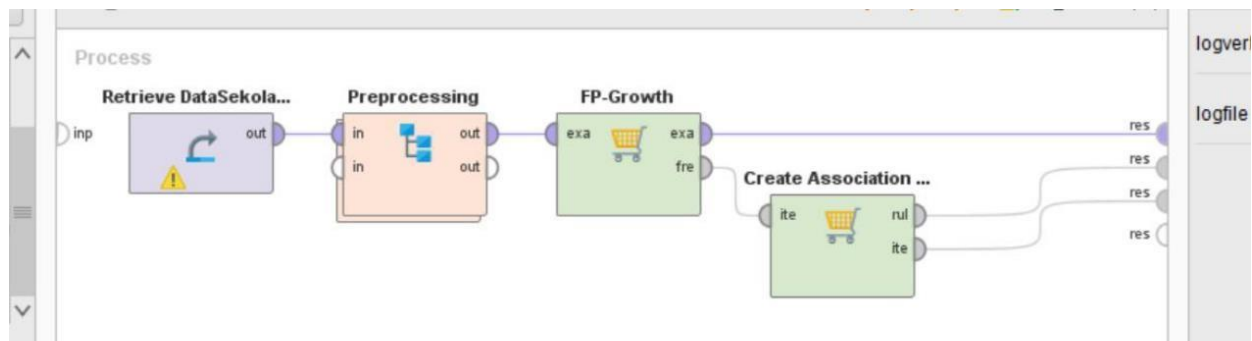 Process
Retrieve DataSekola...
inp
out
Preprocessing
in
out
in
out
FP-Growth
exa
exa
fre
Create Association ...
ite
rul
ite
res
res
res
res
logver
logfile